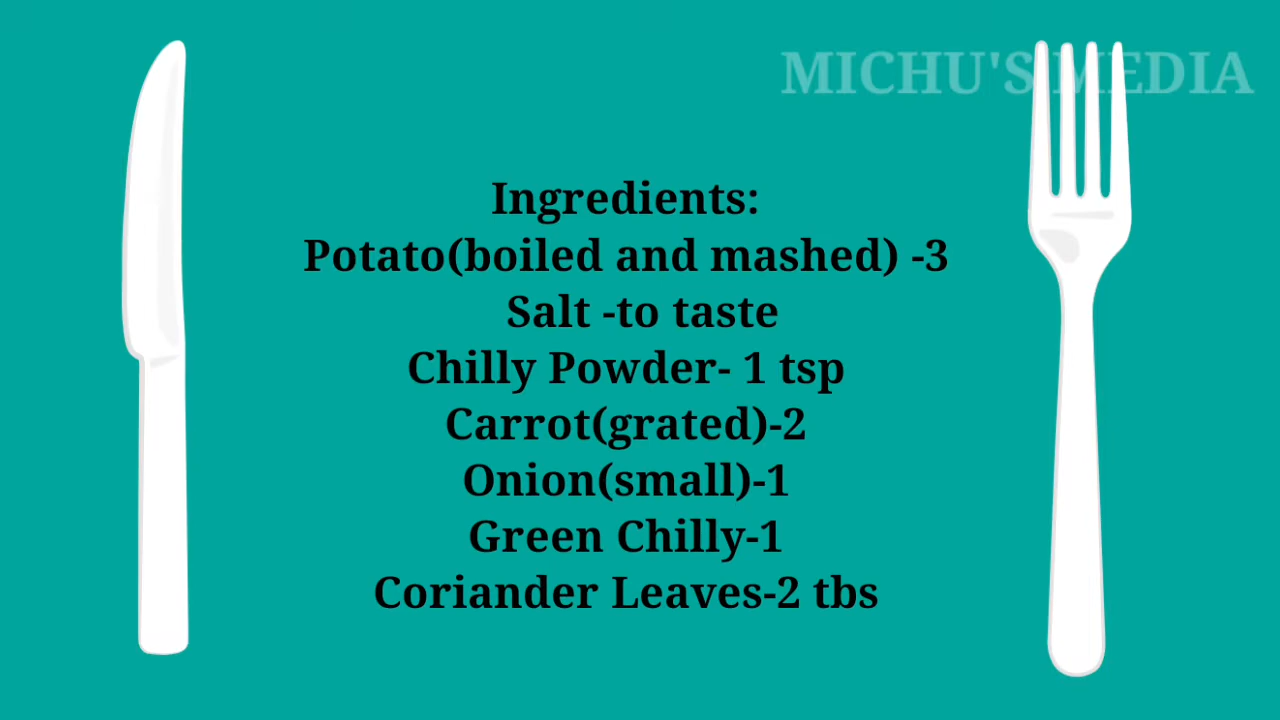 MICHU'S MEDIA
Ingredients:
Potato(boiled and mashed) -3
Salt -to taste
Chilly Powder- 1 tsp
Carrot(grated)-2
Onion(small)-1
Green Chilly-1
Coriander Leaves-2 tbs